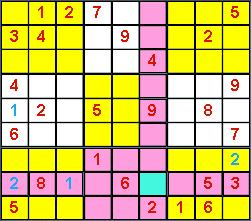 1 2 7 5
3 4 9 2
4
4 9
1 2 5 9 8
6 7
1 2
2 8 1 6 5 3
5 2 1 6